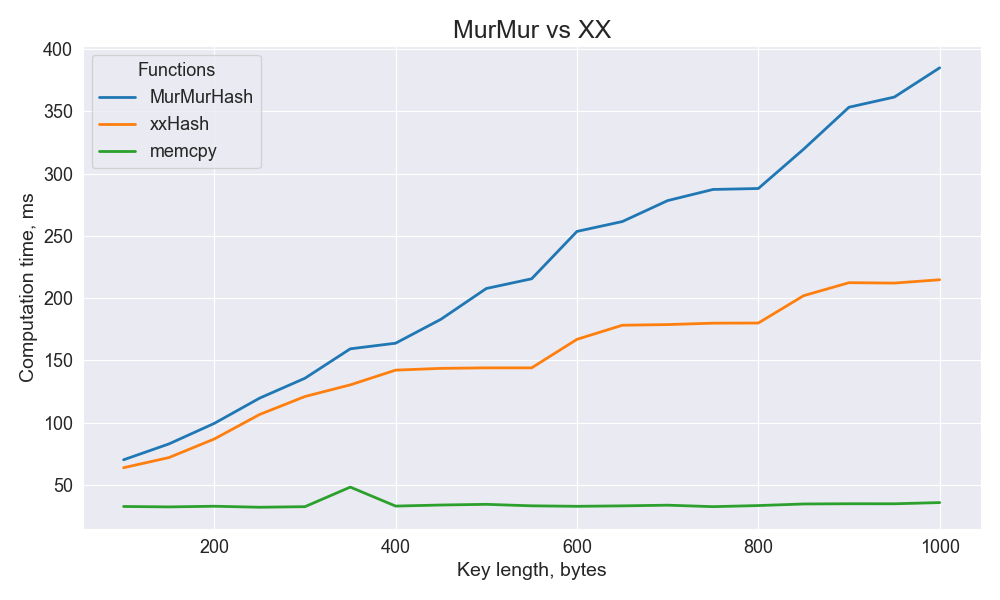 MurMur vs XX
Functions
MurMurHash
xxHash
memcpy
Computation time, ms
400
350
300
250
200
150
100
50
200
400
600
800
1000
Key length, bytes